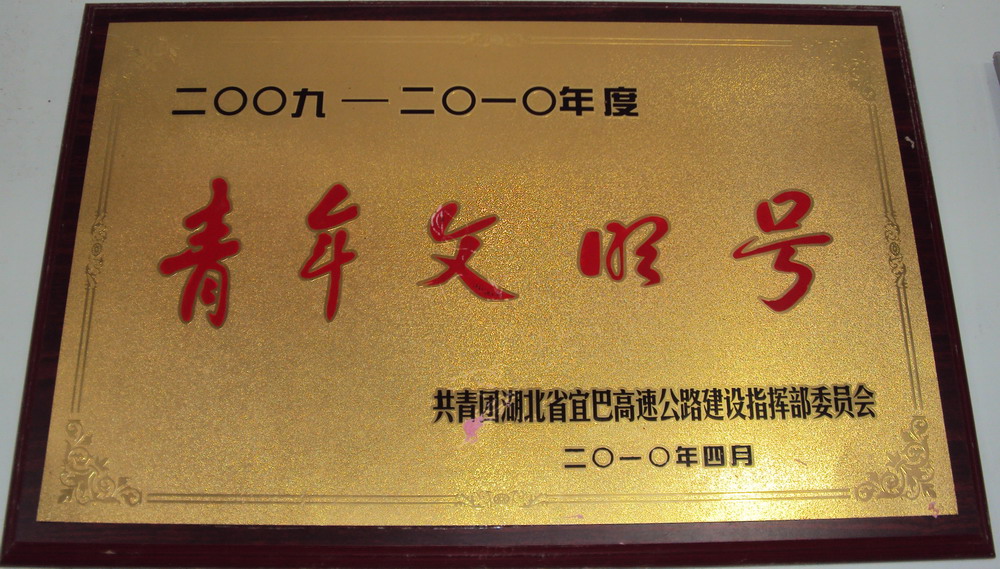 二〇〇九 — 二〇一〇年度
青年文明号
共青团湖北省宜巴高速公路建设指挥部委员会
二〇一〇年四月